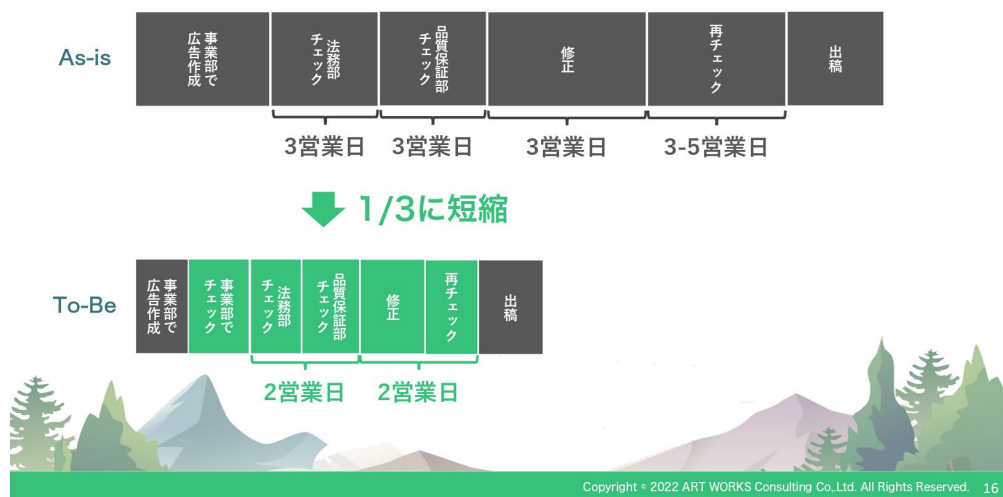 As-is
事業部で
広告作成
法務部
チェック
品質保証部
チェック
修正
再チェック
出稿
3営業日
3営業日
3営業日
3-5営業日
1/3に短縮
To-Be
事業部で
広告作成
事業部で
チェック
法務部
チェック
品質保証部
チェック
修正
再チェック
出稿
2営業日
2営業日
Copyright © 2022 ART WORKS Consulting Co,.Ltd. All Rights Reserved.
16